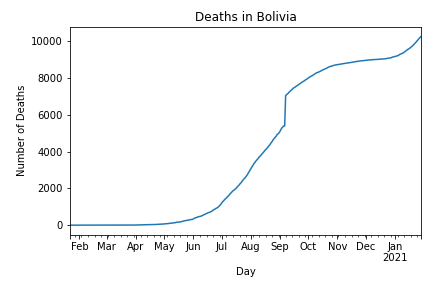 Deaths in Bolivia
10000
8000
6000
4000
2000
0
Number of Deaths
Feb Mar Apr May Jun Jul Aug Sep Oct Nov Dec Jan
2021
Day